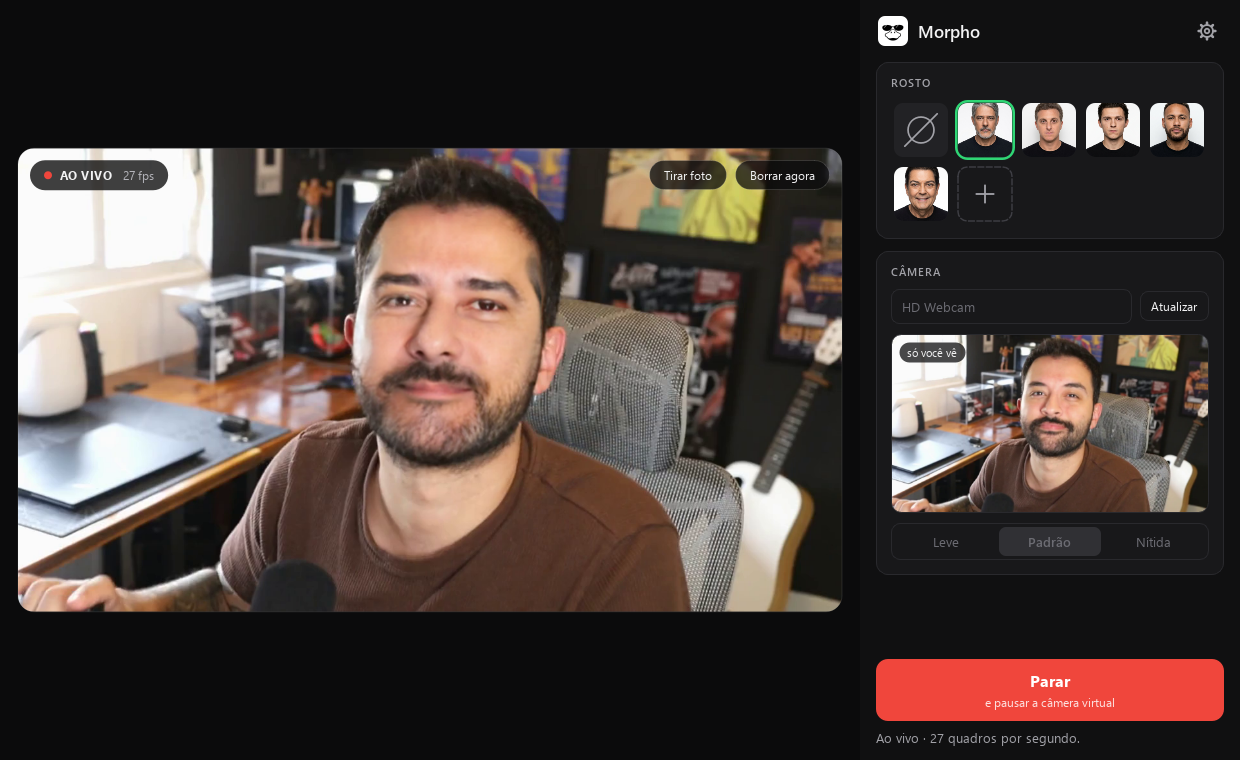 AO VIVO 27 fps
Tirar foto
Borrar agora
Morpho
ROSTO
CÂMERA
HD Webcam
Atualizar
só você vê
Leve
Padrão
Nítida
Parar
e pausar a câmera virtual
Ao vivo · 27 quadros por segundo.